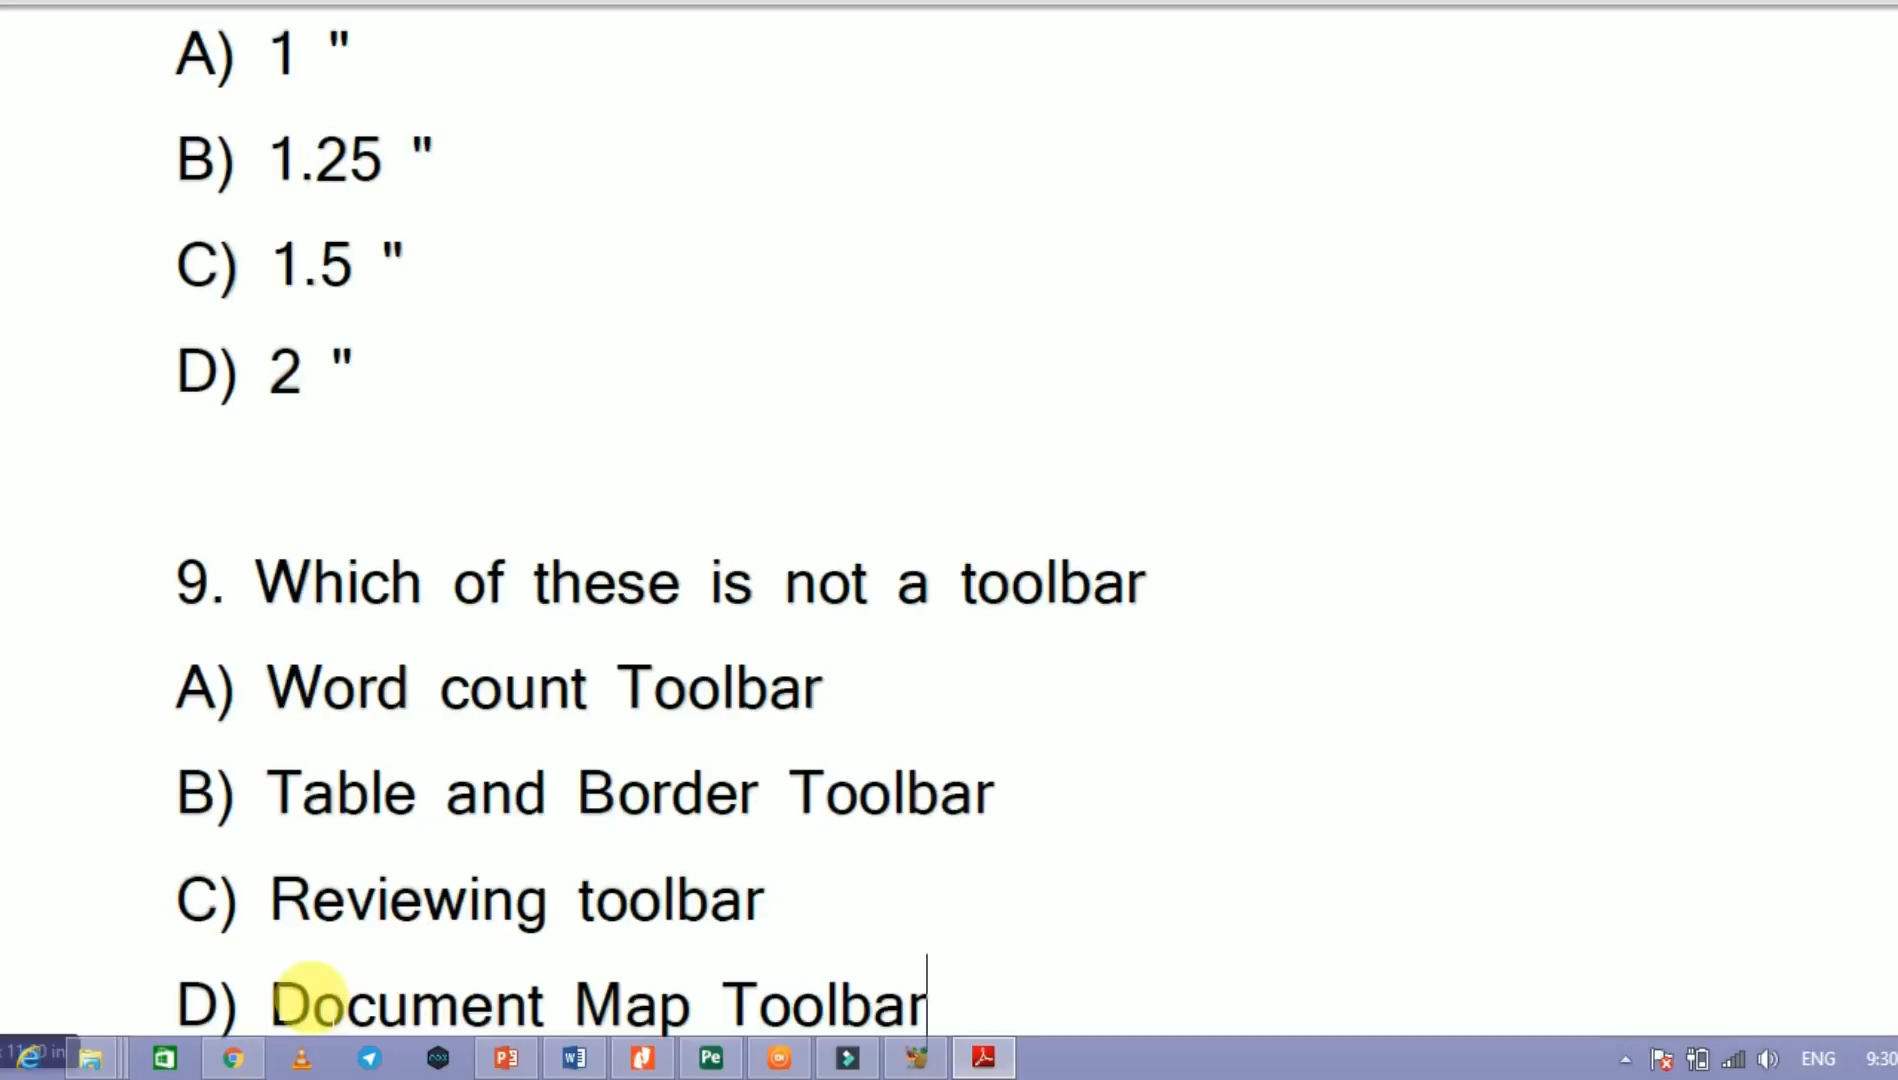 A) 1 "
B) 1.25 "
C) 1.5 "
D) 2 "
9. Which of these is not a toolbar
A) Word count Toolbar
B) Table and Border Toolbar
C) Reviewing toolbar
D) Document Map Toolbar
ENG
9:30